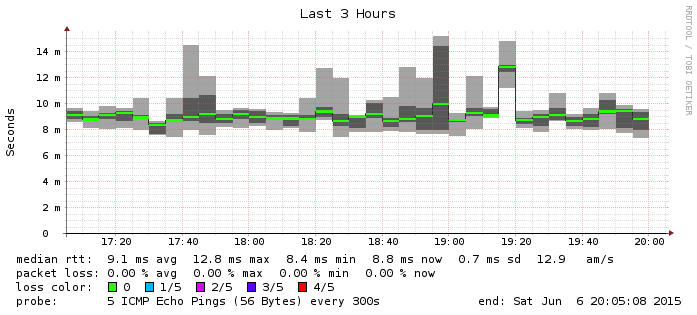 Last 3 Hours
RRDTOOL / TOBI OETIKER
Seconds
14 m
12 m
10 m
8 m
6 m
4 m
2 m
0
17:20 17:40 18:00 18:20 18:40 19:00 19:20 19:40 20:00
median rtt: 9.1 ms avg 12.8 ms max 8.4 ms min 8.8 ms now 0.7 ms sd 12.9 am/s
packet loss: 0.00 % avg 0.00 % max 0.00 % min 0.00 % now
loss color: 0 1/5 2/5 3/5 4/5
probe: 5 ICMP Echo Pings (56 Bytes) every 300s end: Sat Jun 6 20:05:08 2015